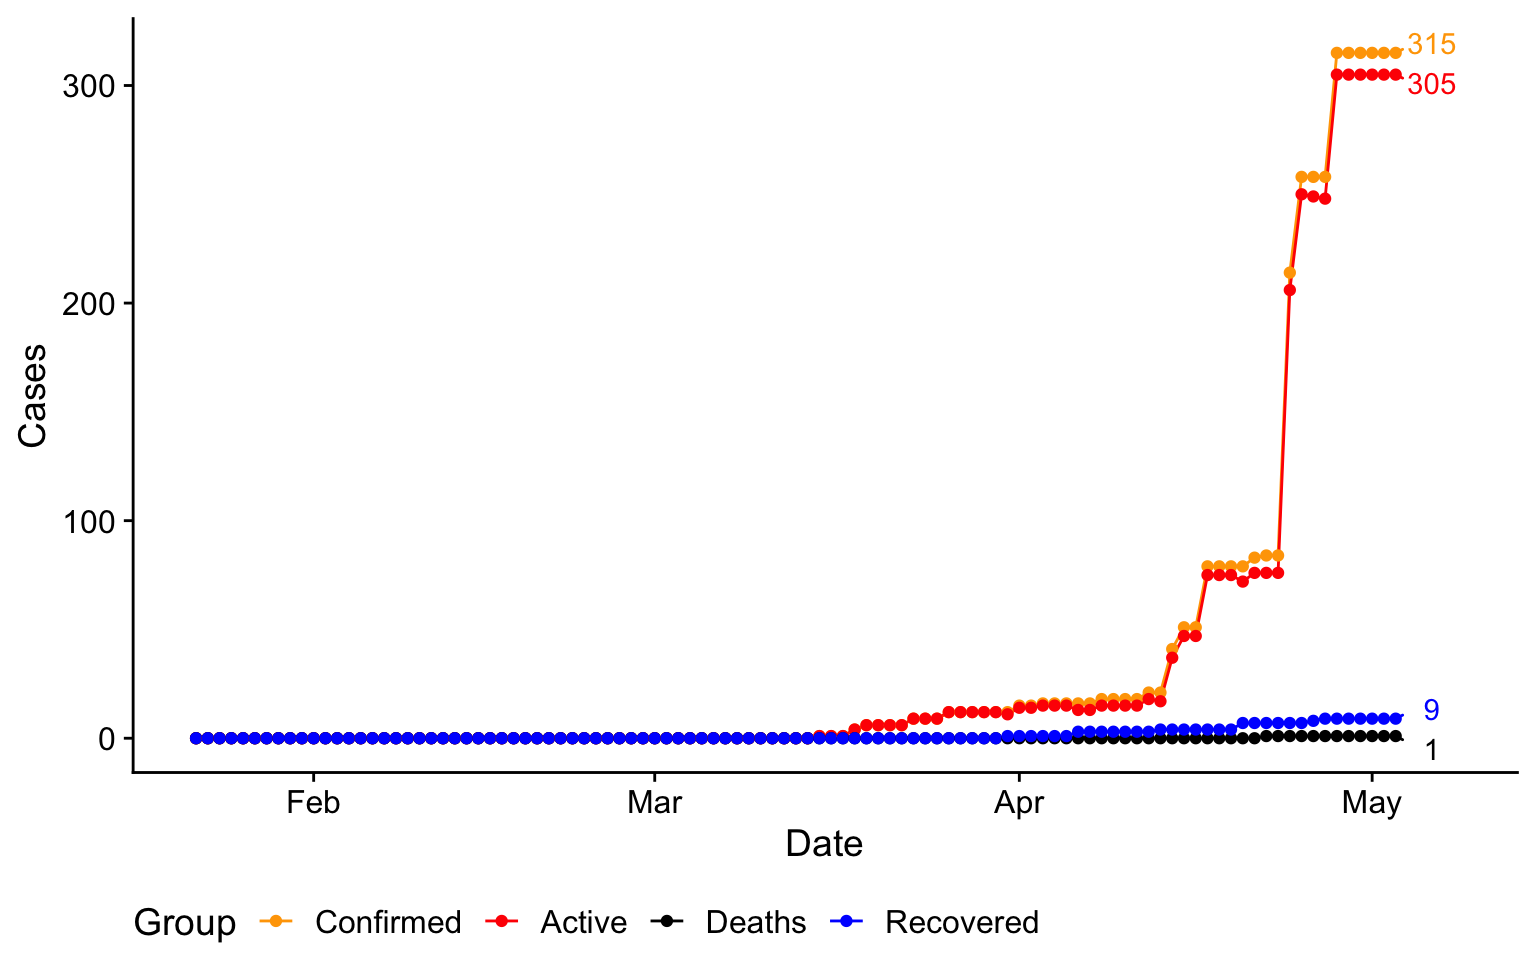 315
305
300
200
100
0
Cases
9
1
Feb Mar Apr May
Date
Group Confirmed Active Deaths Recovered